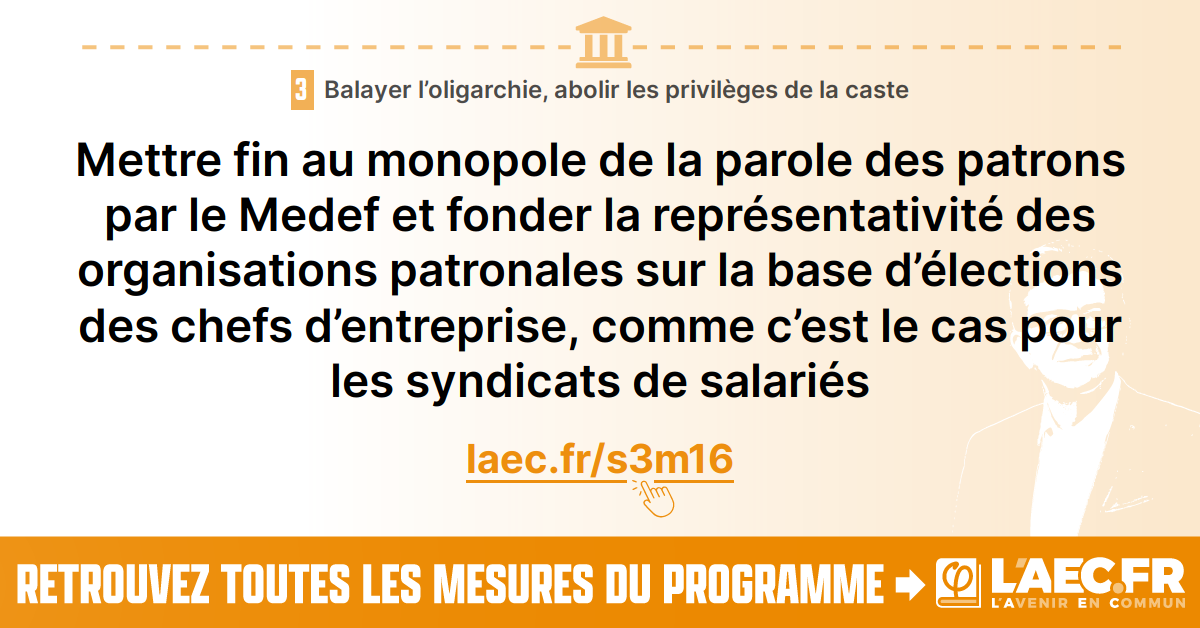 3 Balayer l’oligarchie, abolir les privilèges de la caste
Mettre fin au monopole de la parole des patrons
par le Medef et fonder la représentativité des
organisations patronales sur la base d’élections
des chefs d’entreprise, comme c’est le cas pour
les syndicats de salariés
laec.fr/s3m16
RETROUVEZ TOUTES LES MESURES DU PROGRAMME
φ L'AEC.FR
L'AVENIR EN COMMUN